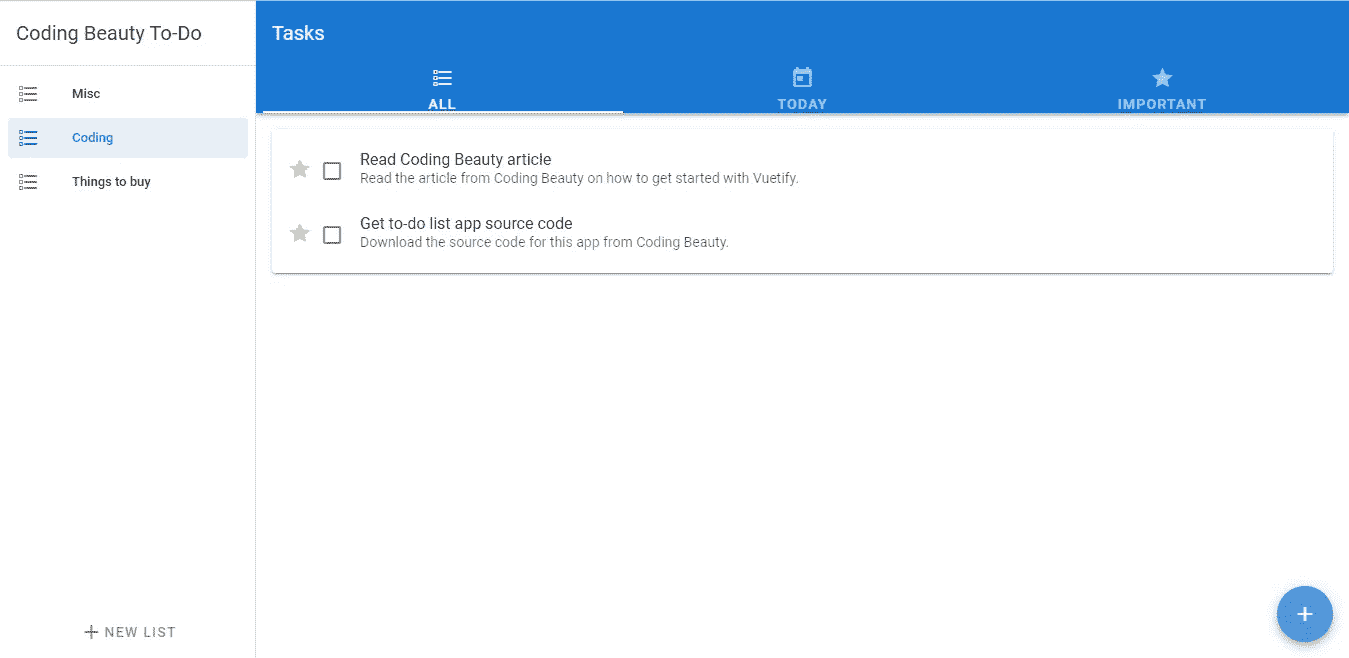 Coding Beauty To-Do
Tasks
Misc
Coding
Things to buy
NEW LIST
ALL
TODAY
IMPORTANT
Read Coding Beauty article
Read the article from Coding Beauty on how to get started with Vuetify.
Get to-do list app source code
Download the source code for this app from Coding Beauty.